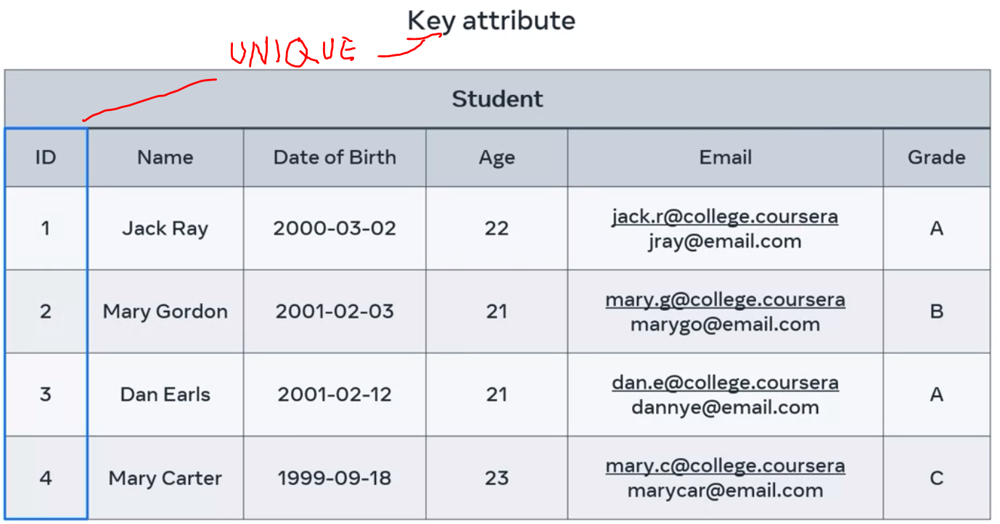 Key attribute
UNIQUE
Student
ID Name Date of Birth Age Email Grade
1 Jack Ray 2000-03-02 22 jack.r@college.coursera A
jray@email.com
2 Mary Gordon 2001-02-03 21 mary.g@college.coursera B
marygo@email.com
3 Dan Earls 2001-02-12 21 dan.e@college.coursera A
dannye@email.com
4 Mary Carter 1999-09-18 23 mary.c@college.coursera C
marycar@email.com